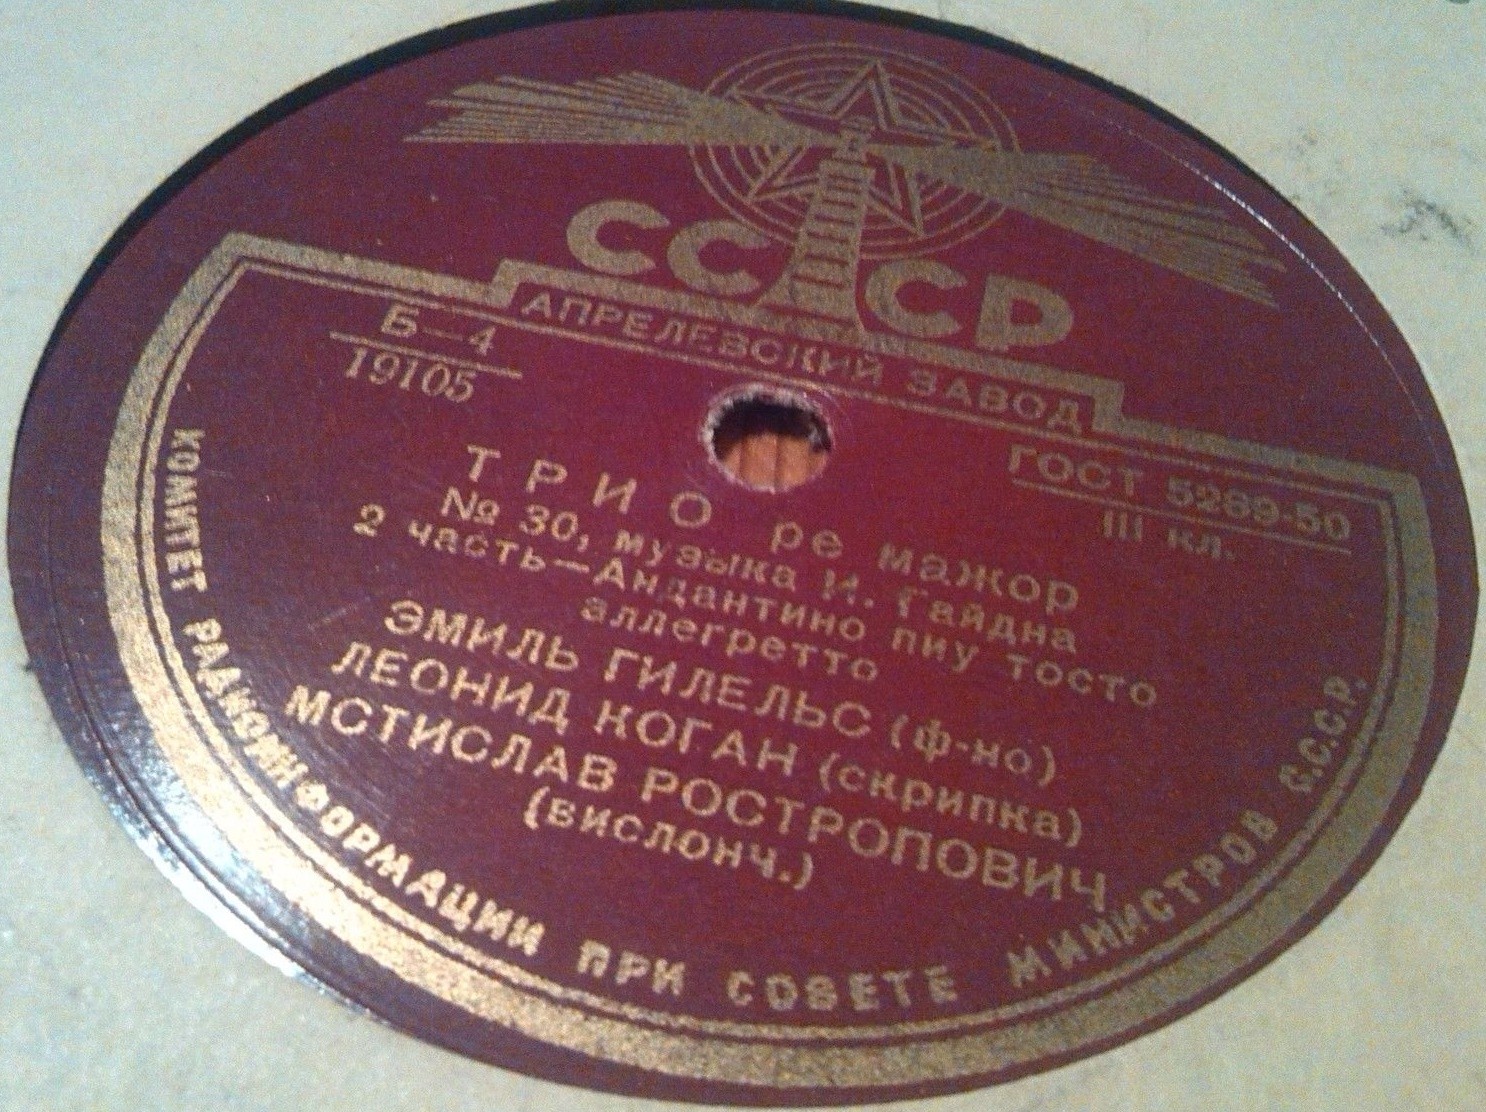 СССР
АПРЕЛЕВСКИЙ ЗАВОД
Б—4
19105
ГОСТ 5289-50
III кл.
ТРИО ре мажор
№ 30, музыка И. Гайдна
2 часть—Андантино пиу тосто
аллегретто
ЭМИЛЬ ГИЛЕЛЬС (ф-но)
ЛЕОНИД КОГАН (скрипка)
МСТИСЛАВ РОСТРОПОВИЧ
(вислонч.)
КОМИТЕТ РАДИОИНФОРМАЦИИ ПРИ СОВЕТЕ МИНИСТРОВ С.С.С.Р.